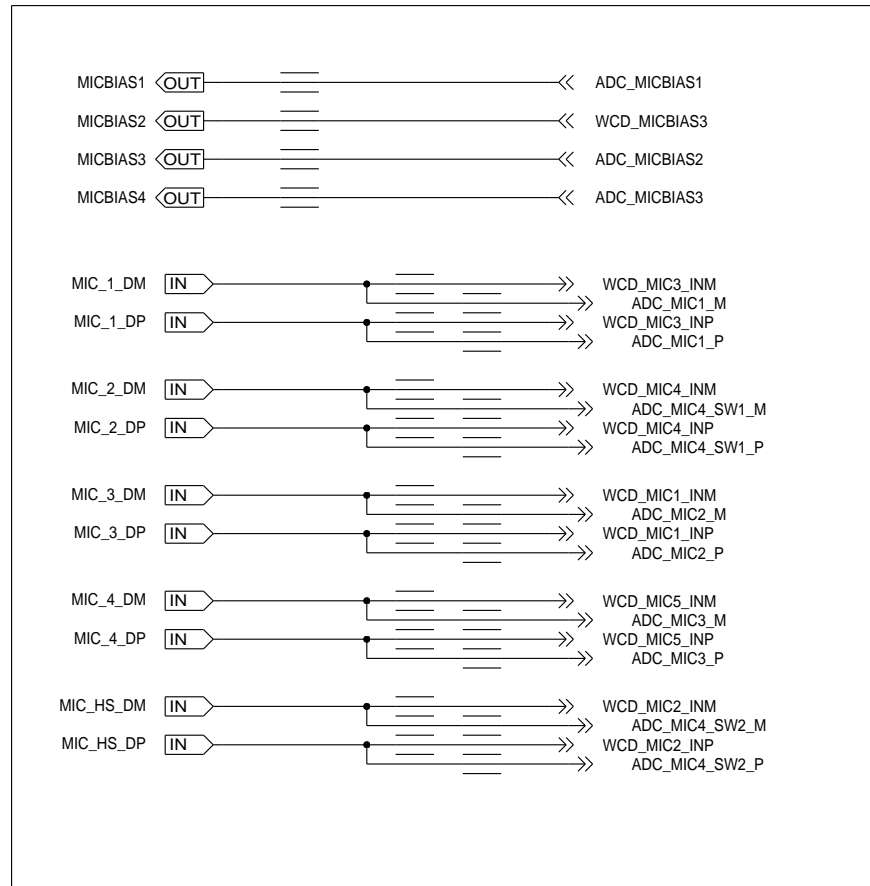 MICBIAS1 OUT ADC_MICBIAS1
MICBIAS2 OUT WCD_MICBIAS3
MICBIAS3 OUT ADC_MICBIAS2
MICBIAS4 OUT ADC_MICBIAS3
MIC_1_DM IN WCD_MIC3_INM
ADC_MIC1_M
MIC_1_DP IN WCD_MIC3_INP
ADC_MIC1_P
MIC_2_DM IN WCD_MIC4_INM
ADC_MIC4_SW1_M
MIC_2_DP IN WCD_MIC4_INP
ADC_MIC4_SW1_P
MIC_3_DM IN WCD_MIC1_INM
ADC_MIC2_M
MIC_3_DP IN WCD_MIC1_INP
ADC_MIC2_P
MIC_4_DM IN WCD_MIC5_INM
ADC_MIC3_M
MIC_4_DP IN WCD_MIC5_INP
ADC_MIC3_P
MIC_HS_DM IN WCD_MIC2_INM
ADC_MIC4_SW2_M
MIC_HS_DP IN WCD_MIC2_INP
ADC_MIC4_SW2_P